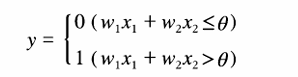 y = { 0 (w₁x₁ + w₂x₂ ≤ θ)
1 (w₁x₁ + w₂x₂ > θ)